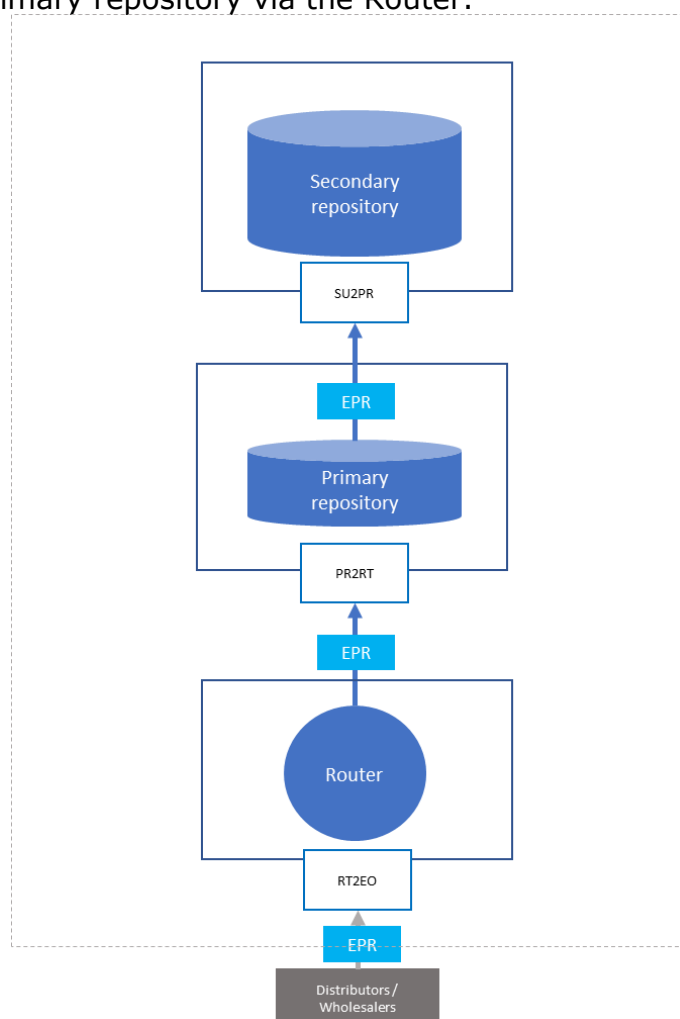 imary repository via the Router.
Secondary
repository
SU2PR
EPR
Primary
repository
PR2RT
EPR
Router
RT2EO
EPR
Distributors /
Wholesalers